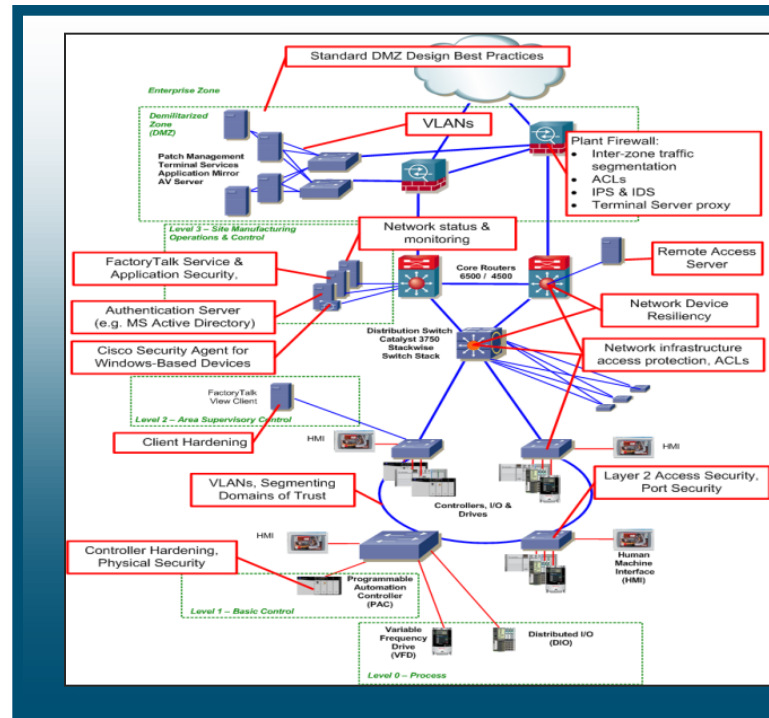 Standard DMZ Design Best Practices
Enterprise Zone
Demilitarized
Zone
(DMZ)
VLANs
Patch Management
Terminal Services
Application Mirror
AV Server
Plant Firewall:
• Inter-zone traffic
segmentation
• ACLs
• IPS & IDS
• Terminal Server proxy
Level 3 – Site Manufacturing
Operations & Control
Network status &
monitoring
FactoryTalk Service &
Application Security,
Core Routers
6500 / 4500
Remote Access
Server
Authentication Server
(e.g. MS Active Directory)
Network Device
Resiliency
Distribution Switch
Catalyst 3750
Stackwise
Switch Stack
Network infrastructure
access protection, ACLs
Cisco Security Agent for
Windows-Based Devices
FactoryTalk
View Client
Level 2 – Area Supervisory Control
Client Hardening
HMI
HMI
VLANs, Segmenting
Domains of Trust
Layer 2 Access Security,
Port Security
Controllers, I/O &
Drives
Controller Hardening,
Physical Security
HMI
Human
Machine
Interface
(HMI)
Programmable
Automation
Controller
(PAC)
Level 1 – Basic Control
Variable
Frequency
Drive
(VFD)
Distributed I/O
(DIO)
Level 0 – Process